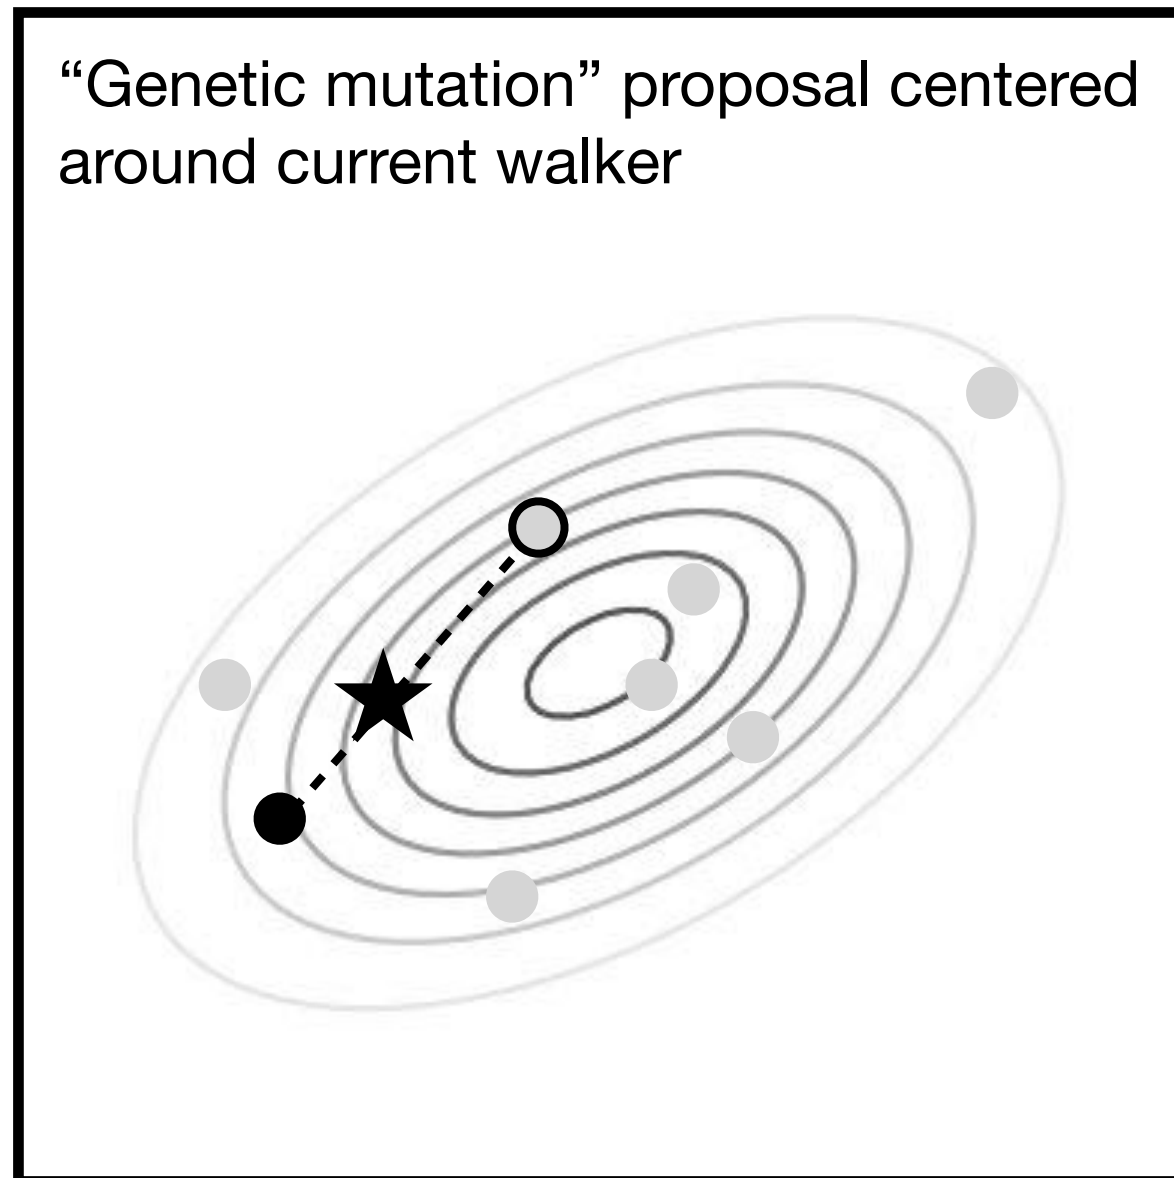 “Genetic mutation” proposal centered
around current walker